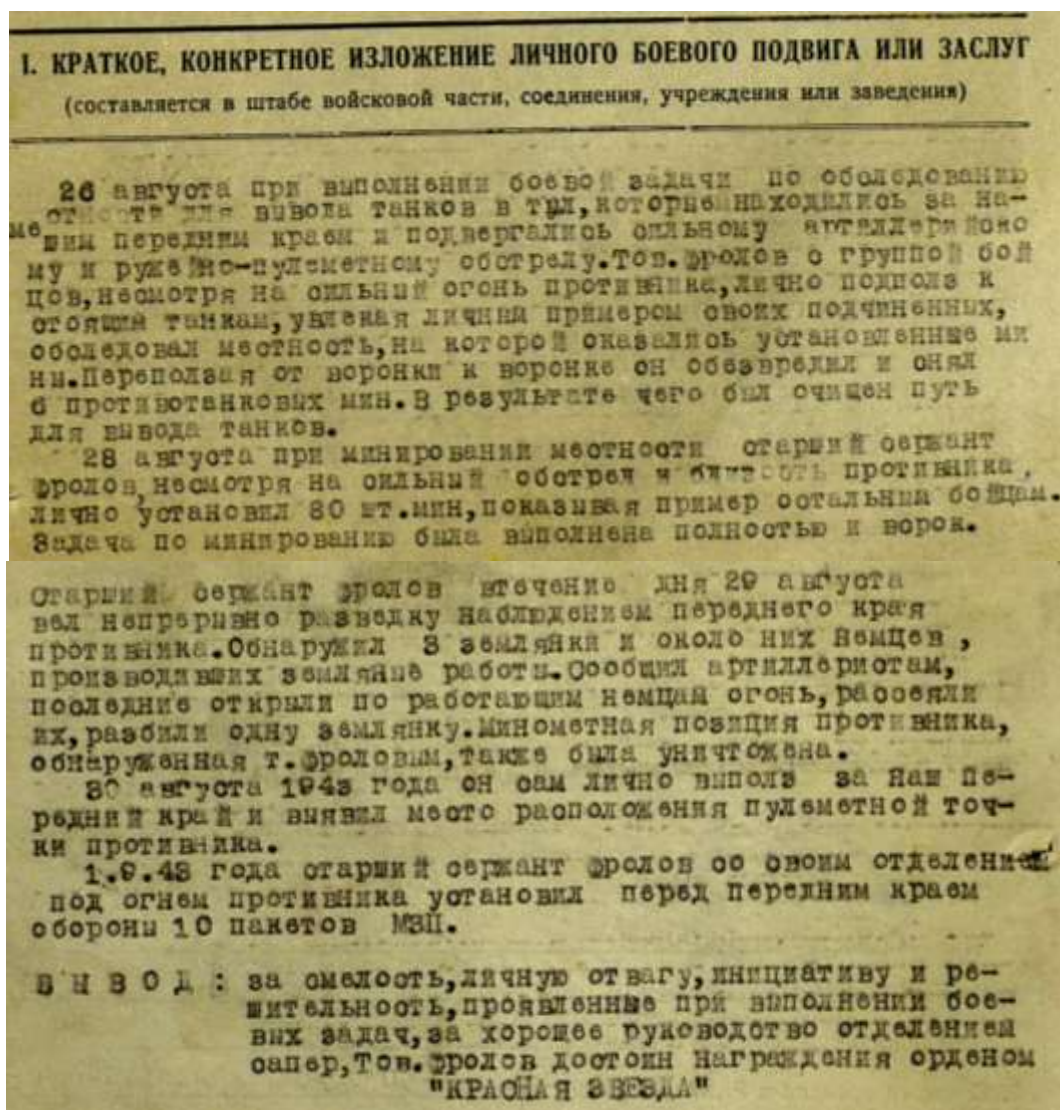 I. КРАТКОЕ, КОНКРЕТНОЕ ИЗЛОЖЕНИЕ ЛИЧНОГО БОЕВОГО ПОДВИГА ИЛИ ЗАСЛУГ
(составляется в штабе войсковой части, соединения, учреждения или заведения)
26 августа при выполнении боевой задачи по обследованию
местности для вывода танков в тыл, которые находились за на-
шим передним краем и подвергались сильному артиллерийско
му и ружейно-пулеметному обстрелу. Тов. Фролов с группой бой
цов, несмотря на сильный огонь противника, лично подполз к
стоящим танкам, увлекая личным примером своих подчиненных,
обследовал местность, на которой оказались установленные ми
ны. Переползая от воронки к воронке он обезвредил и снял
6 противотанковых мин. В результате чего был очищен путь
для вывода танков.
28 августа при минировании местности старший сержант
Фролов, несмотря на сильный обстрел и близость противника,
лично установил 80 шт. мин, показывая пример остальным бойцам.
Задача по минированию была выполнена полностью и ворок.
Старший сержант Фролов втечение дня 29 августа
вел непрерывно разведку наблюдением переднего края
противника. Обнаружил 3 землянки и около них немцев,
производивших земляные работы. Сообщил артиллеристам,
последние открыли по работающим немцам огонь, рассеяли
их, разбили одну землянку. Минометная позиция противника,
обнаруженная т. Фроловым, также была уничтожена.
30 августа 1943 года он сам лично выполз за наш пе-
редний край и выявил место расположения пулеметной точ-
ки противника.
1.9.43 года старший сержант Фролов со своим отделением
под огнем противника установил перед передним краем
обороны 10 пакетов МЗП.
ВЫВОД: за смелость, личную отвагу, инициативу и ре-
шительность, проявленные при выполнении бое-
вых задач, за хорошее руководство отделением
сапер, Тов. Фролов достоин награждения орденом
"КРАСНАЯ ЗВЕЗДА"